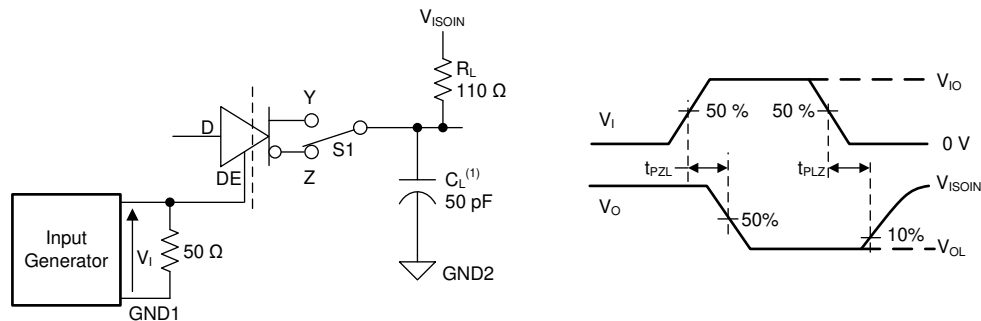 V_ISOIN
R_L
110 Ω
Y
D
S1
Z
DE
C_L^(1)
50 pF
Input
Generator
V_I
50 Ω
GND1
GND2
V_IO
50 %
50 %
V_I
0 V
t_PZL
t_PLZ
V_ISOIN
V_O
50%
10%
V_OL